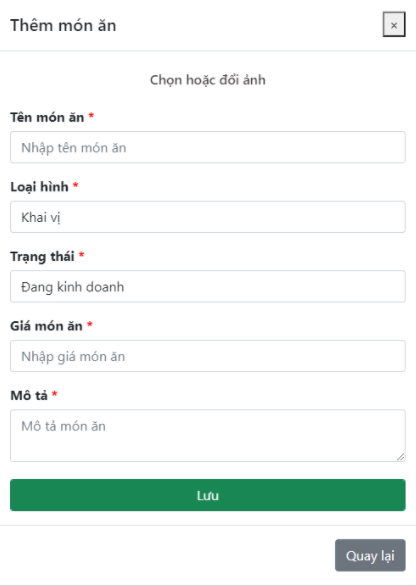 Thêm món ăn
×
Chọn hoặc đổi ảnh
Tên món ăn *
Nhập tên món ăn
Loại hình *
Khai vị
Trạng thái *
Đang kinh doanh
Giá món ăn *
Nhập giá món ăn
Mô tả *
Mô tả món ăn
Lưu
Quay lại